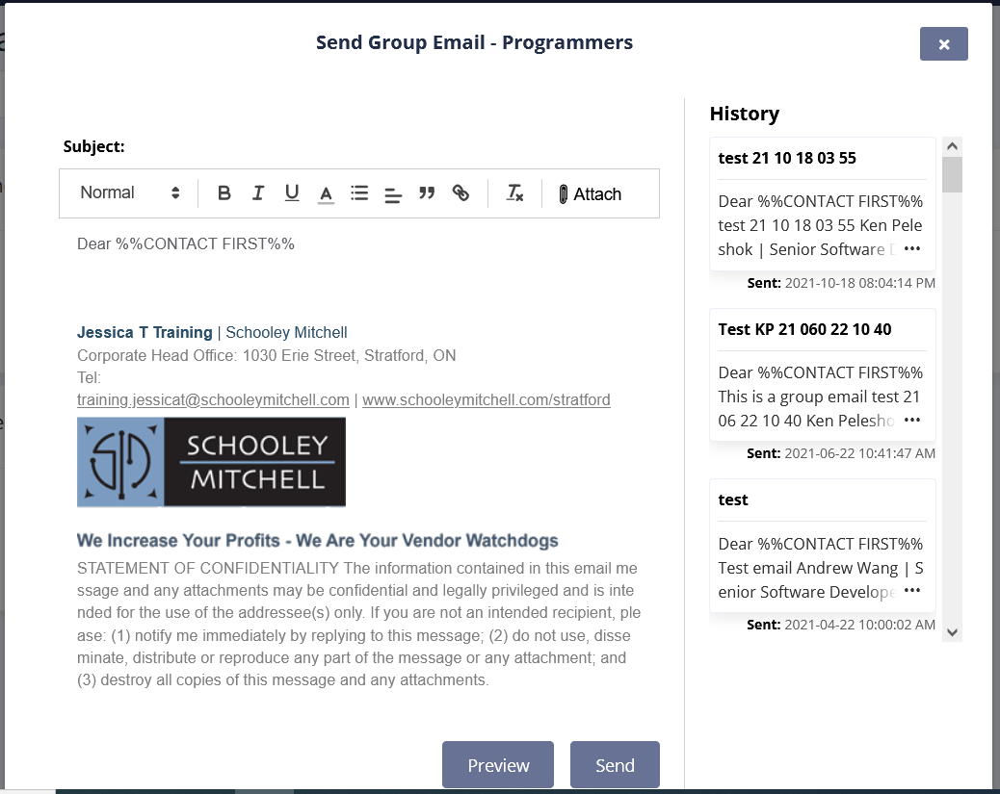 Send Group Email - Programmers
Subject:
Normal
B I U A Attach
Dear %%CONTACT FIRST%%
Jessica T Training | Schooley Mitchell
Corporate Head Office: 1030 Erie Street, Stratford, ON
Tel:
training.jessicat@schooleymitchell.com | www.schooleymitchell.com/stratford
SCHOOLEY
MITCHELL
We Increase Your Profits - We Are Your Vendor Watchdogs
STATEMENT OF CONFIDENTIALITY The information contained in this email me
ssage and any attachments may be confidential and legally privileged and is inte
nded for the use of the addressee(s) only. If you are not an intended recipient, ple
ase: (1) notify me immediately by replying to this message; (2) do not use, disse
minate, distribute or reproduce any part of the message or any attachment; and
(3) destroy all copies of this message and any attachments.
Preview
Send
History
test 21 10 18 03 55
Dear %%CONTACT FIRST%%
test 21 10 18 03 55 Ken Pele
shok | Senior Software •••
Sent: 2021-10-18 08:04:14 PM
Test KP 21 060 22 10 40
Dear %%CONTACT FIRST%%
This is a group email test 21
06 22 10 40 Ken Pelesho •••
Sent: 2021-06-22 10:41:47 AM
test
Dear %%CONTACT FIRST%%
Test email Andrew Wang | S
enior Software Develope •••
Sent: 2021-04-22 10:00:02 AM